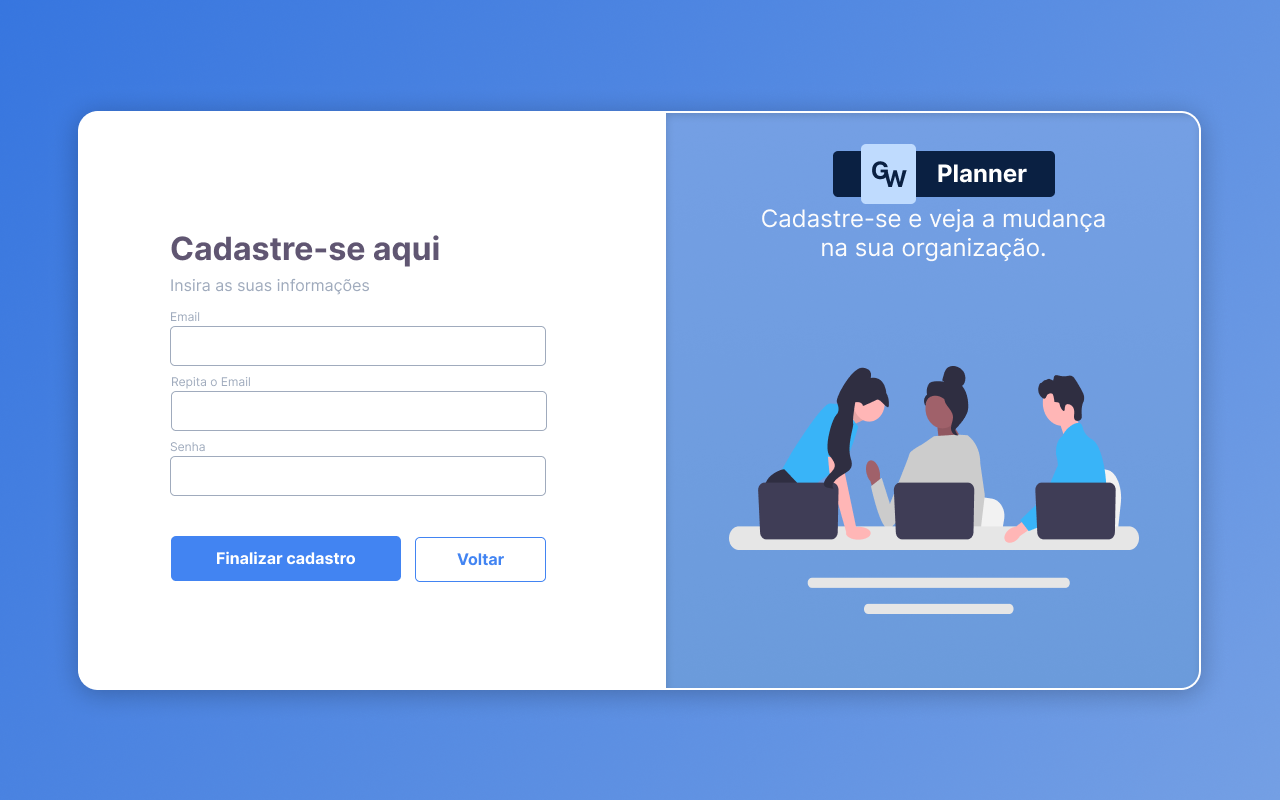 Cadastre-se aqui
Insira as suas informações
Email
Repita o Email
Senha
Finalizar cadastro
Voltar
GW Planner
Cadastre-se e veja a mudança
na sua organização.